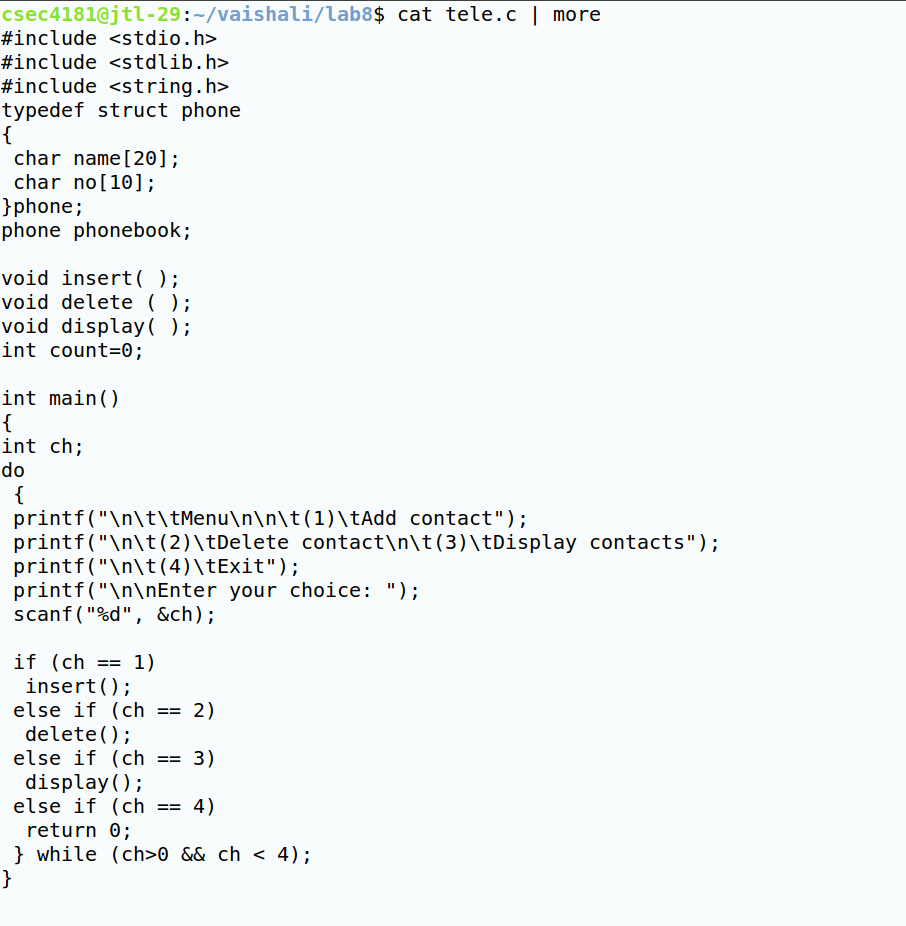 csec4181@jtl-29:~/vaishali/lab8$ cat tele.c | more
#include <stdio.h>
#include <stdlib.h>
#include <string.h>
typedef struct phone
{
 char name[20];
 char no[10];
}phone;
phone phonebook;

void insert( );
void delete ( );
void display( );
int count=0;

int main()
{
int ch;
do
 {
 printf("\n\t\tMenu\n\n\t(1)\tAdd contact");
 printf("\n\t(2)\tDelete contact\n\t(3)\tDisplay contacts");
 printf("\n\t(4)\tExit");
 printf("\n\nEnter your choice: ");
 scanf("%d", &ch);

 if (ch == 1)
  insert();
 else if (ch == 2)
  delete();
 else if (ch == 3)
  display();
 else if (ch == 4)
  return 0;
 } while (ch>0 && ch < 4);
}